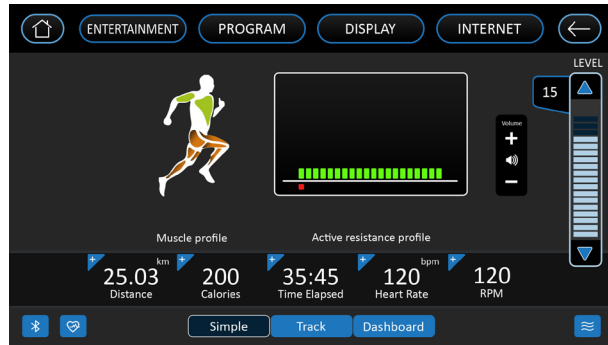 ENTERTAINMENT
PROGRAM
DISPLAY
INTERNET
LEVEL
15
Volume
Muscle profile
Active resistance profile
km
25.03
Distance
200
Calories
35:45
Time Elapsed
bpm
120
Heart Rate
120
RPM
Simple
Track
Dashboard